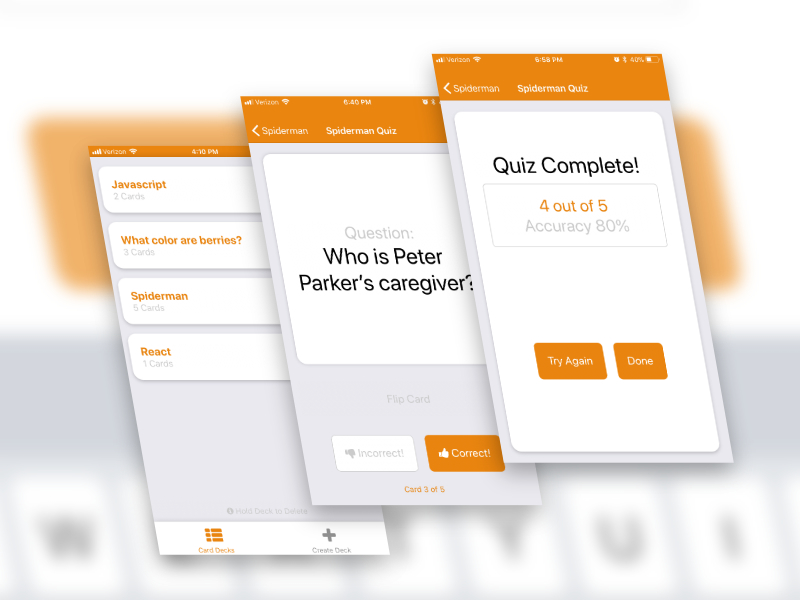 Verizon
4:10 PM
Javascript
2 Cards
What color are berries?
3 Cards
Spiderman
5 Cards
React
1 Cards
Hold Deck to Delete
Card Decks
Create Deck
Verizon
6:40 PM
Spiderman
Spiderman Quiz
Question:
Who is Peter
Parker's caregiver?
Flip Card
Incorrect!
Correct!
Card 3 of 5
Verizon
6:58 PM
40%
Spiderman
Spiderman Quiz
Quiz Complete!
4 out of 5
Accuracy 80%
Try Again
Done
W
Y
U
I